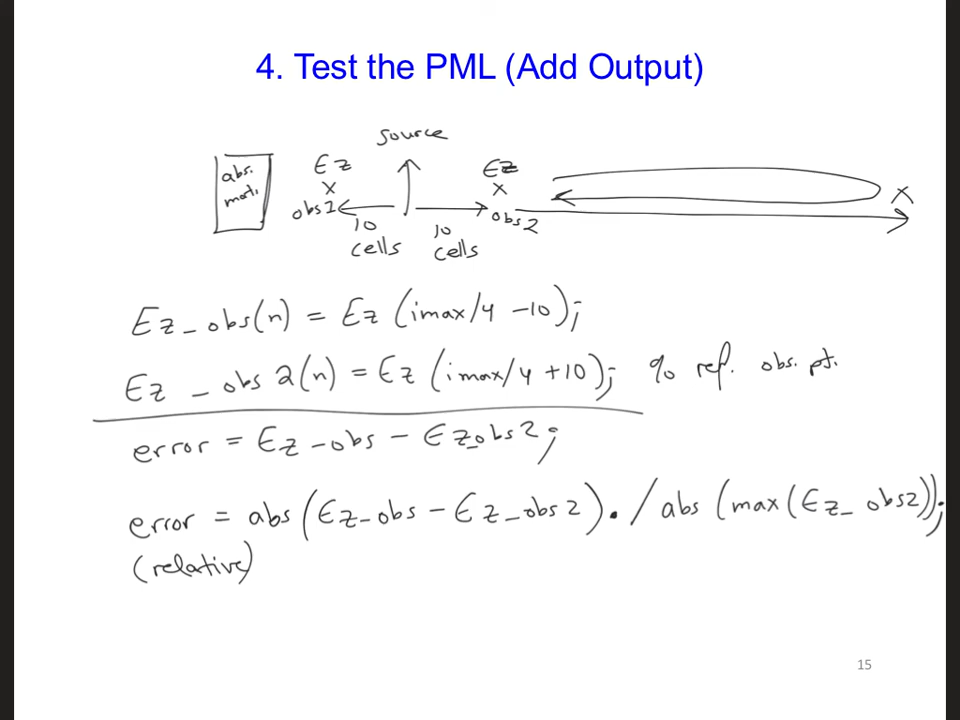 4. Test the PML (Add Output)
source
abs. mat.
Ez
x
obs2
10 cells
Ez
x
obs2
10 cells
x
Ez_obs(n) = Ez (imax/4 -10);
Ez_obs2(n) = Ez (imax/4 +10); % ref. obs. pt.
error = Ez_obs - Ez_obs2;
error = abs(Ez_obs - Ez_obs2)./abs(max(Ez_obs2));
(relative)
15